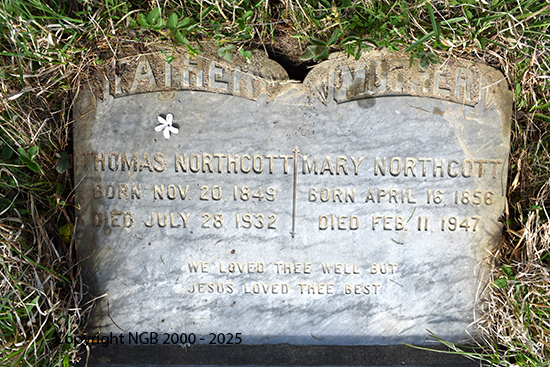 FATHER
MOTHER
THOMAS NORTHCOTT
BORN NOV. 20, 1849
DIED JULY 28, 1932
MARY NORTHCOTT
BORN APRIL 16, 1856
DIED FEB. 11, 1947
WE LOVED THEE WELL BUT
JESUS LOVED THEE BEST
Copyright NGB 2000 - 2025